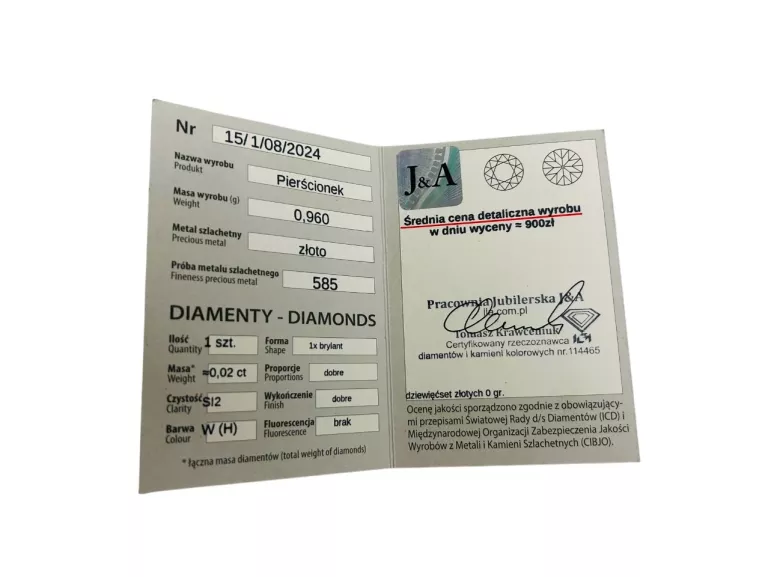 Nr 15/1/08/2024
Nazwa wyrobu
Produkt
Pierścionek
Masa wyrobu (g)
Weight
0,960
Metal szlachetny
Precious metal
złoto
Próba metalu szlachetnego
Fineness precious metal
585
DIAMENTY - DIAMONDS
Ilość
Quantity
1 szt.
Forma
Shape
1x brylant
Masa*
Weight
≈0,02 ct
Proporcje
Proportions
dobre
Czystość
Clarity
SI2
Wykończenie
Finish
dobre
Barwa
Colour
W (H)
Fluorescencja
Fluorescence
brak
* łączna masa diamentów (total weight of diamonds)
J&A
Średnia cena detaliczna wyrobu
w dniu wyceny ≈ 900zł
Pracownia Jubilerska J&A
jla.com.pl
Tomasz Krawceniuk
Certyfikowany rzeczoznawca
diamentów i kamieni kolorowych nr.114465
dziewięćset złotych 0 gr.
Ocenę jakości sporządzono zgodnie z obowiązujący-
mi przepisami Światowej Rady d/s Diamentów (ICD) i
Międzynarodowej Organizacji Zabezpieczenia Jakości
Wyrobów z Metali i Kamieni Szlachetnych (CIBJO).